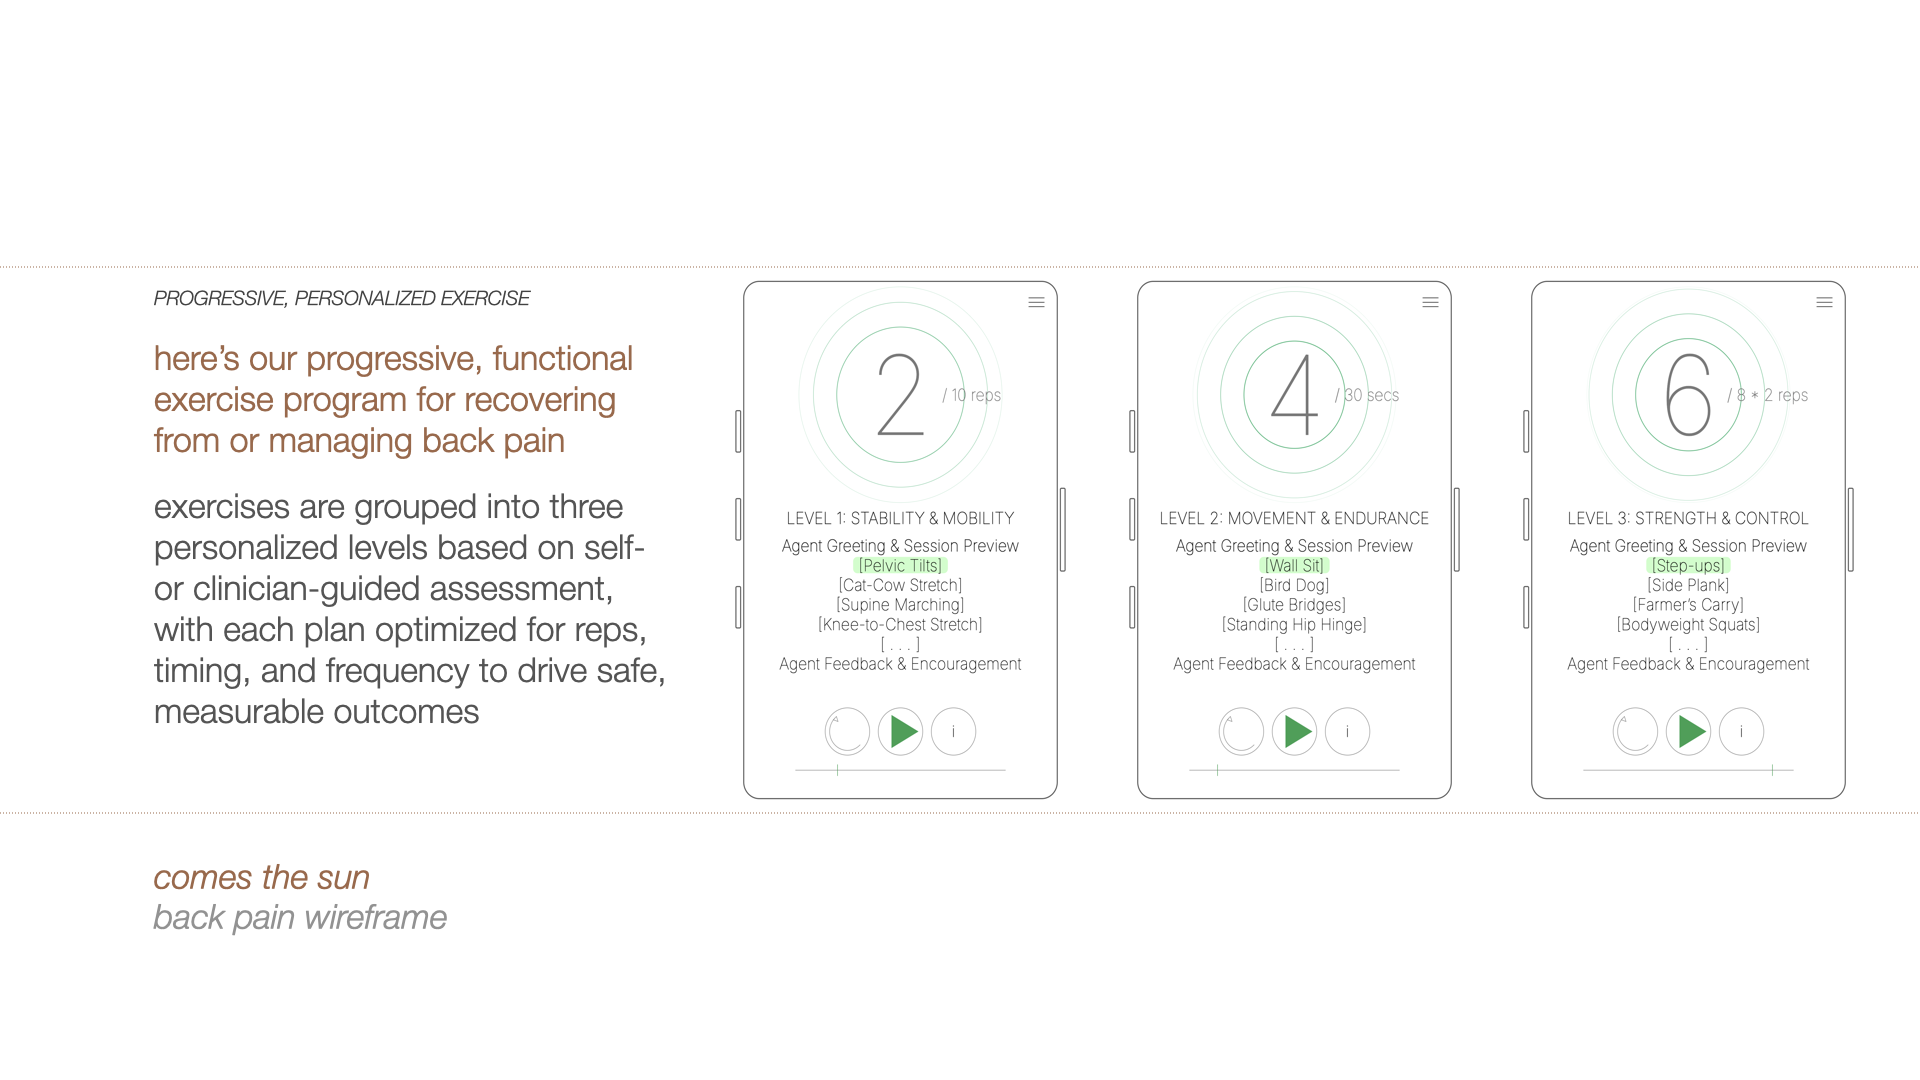 PROGRESSIVE, PERSONALIZED EXERCISE
here’s our progressive, functional
exercise program for recovering
from or managing back pain
exercises are grouped into three
personalized levels based on self-
or clinician-guided assessment,
with each plan optimized for reps,
timing, and frequency to drive safe,
measurable outcomes
2
/ 10 reps
LEVEL 1: STABILITY & MOBILITY
Agent Greeting & Session Preview
[Pelvic Tilts]
[Cat-Cow Stretch]
[Supine Marching]
[Knee-to-Chest Stretch]
[ . . . ]
Agent Feedback & Encouragement
i
4
/ 30 secs
LEVEL 2: MOVEMENT & ENDURANCE
Agent Greeting & Session Preview
[Wall Sit]
[Bird Dog]
[Glute Bridges]
[Standing Hip Hinge]
[ . . . ]
Agent Feedback & Encouragement
i
6
/ 8 * 2 reps
LEVEL 3: STRENGTH & CONTROL
Agent Greeting & Session Preview
[Step-ups]
[Side Plank]
[Farmer’s Carry]
[Bodyweight Squats]
[ . . . ]
Agent Feedback & Encouragement
i
comes the sun
back pain wireframe